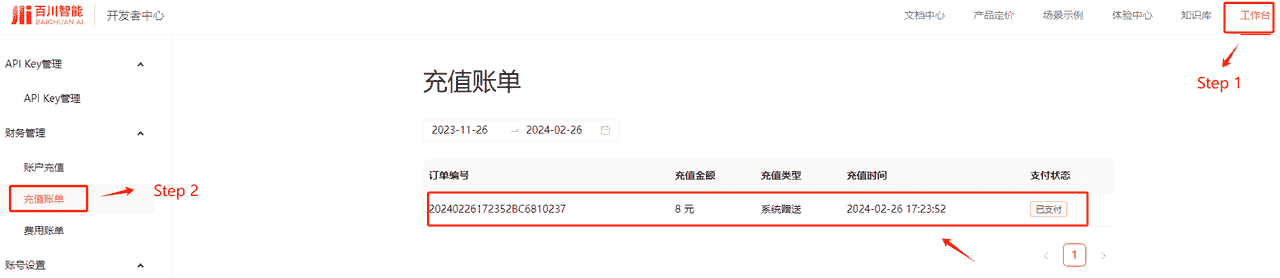 百川智能
BAICHUAN AI
开发者中心
文档中心 产品定价 场景示例 体验中心 知识库 工作台
Step 1
API Key管理
API Key管理
财务管理
账户充值
充值账单
Step 2
费用账单
账号设置
充值账单
2023-11-26 → 2024-02-26
订单编号 充值金额 充值类型 充值时间 支付状态
20240226172352BC6810237 8 元 系统赠送 2024-02-26 17:23:52 已支付
< 1 >